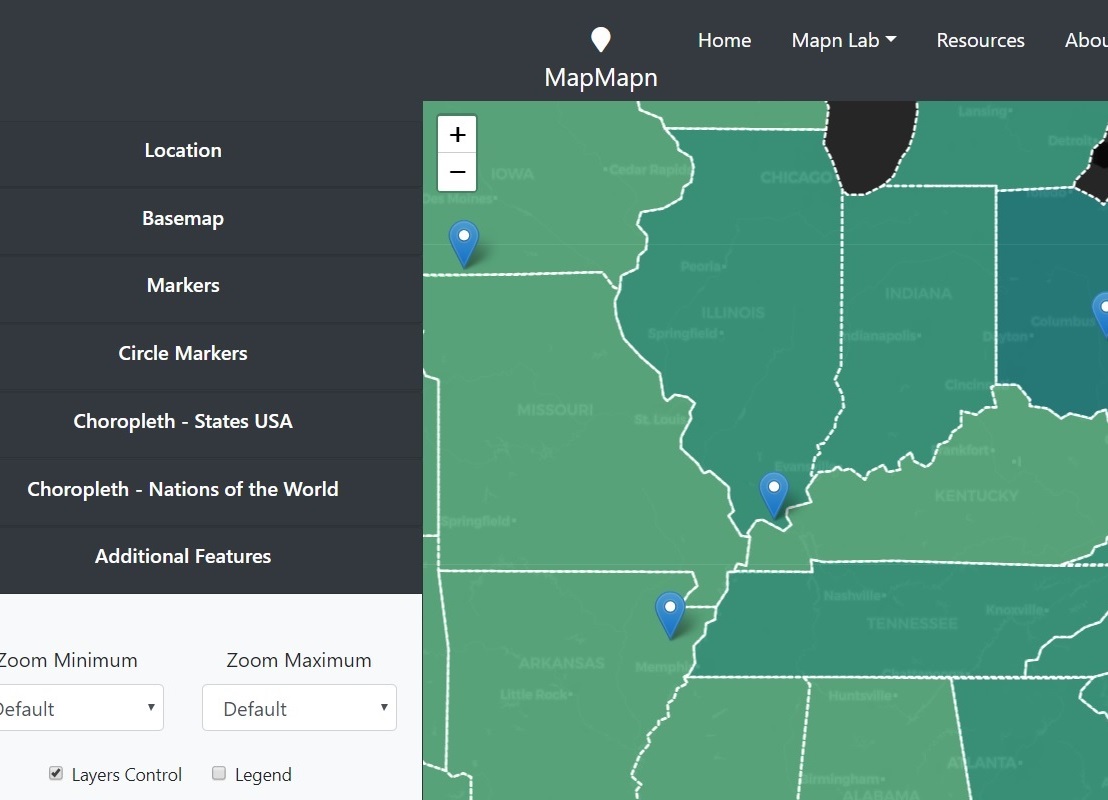 Home
Mapn Lab
Resources
Abou
MapMapn
+
−
Location
Basemap
Markers
Circle Markers
Choropleth - States USA
Choropleth - Nations of the World
Additional Features
Zoom Minimum
Zoom Maximum
Default
Default
Layers Control
Legend
Lansing
Detroit
IOWA
Cedar Rapids
CHICAGO
Des Moines
Peoria
INDIANA
ILLINOIS
Columbus
Springfield
Indianapolis
Dayton
Cincin
MISSOURI
St. Louis
Evans
Frankfort
KENTUCKY
Springfield
Nashville
Knoxville
TENNESSEE
ARKANSAS
Memphi
Chattanooga
Little Rock
Huntsville
ATLANTA
Birmingham
ALABAMA